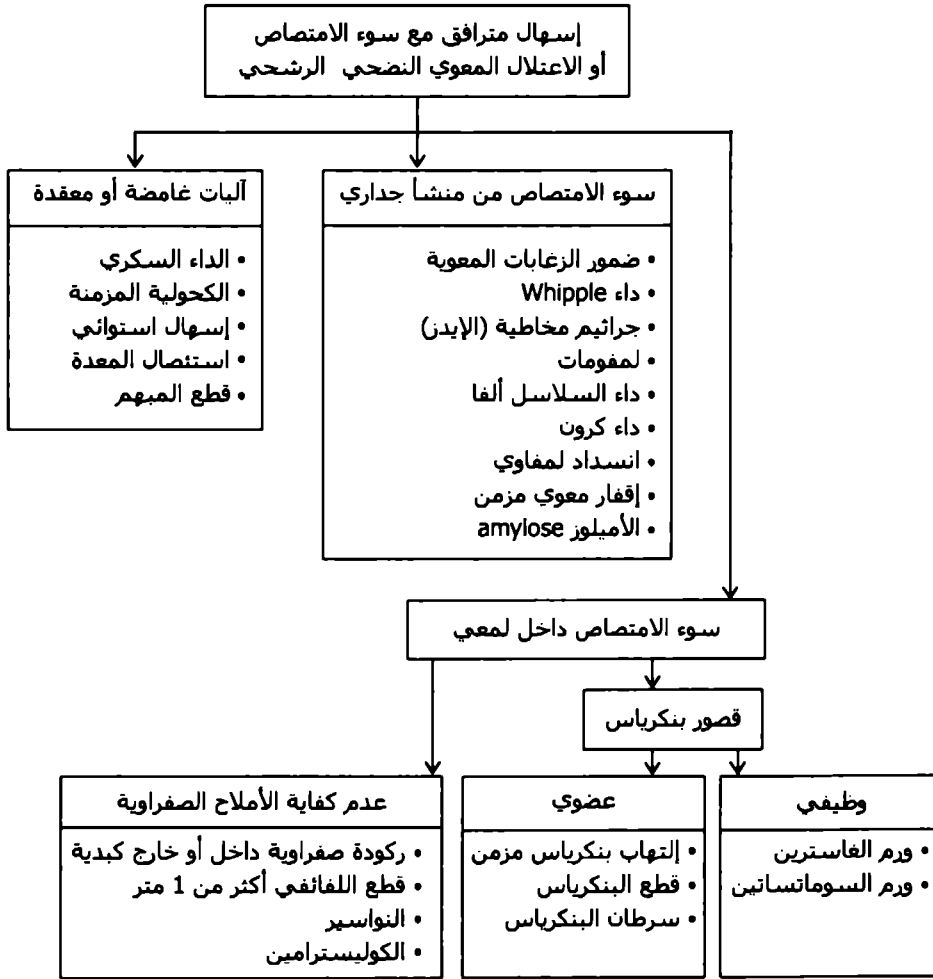 إسهال مترافق مع سوء الامتصاص
أو الاعتلال المعوي النضحي الرشحي
سوء الامتصاص من منشأ جداري
• ضمور الزغابات المعوية
• داء Whipple
• جراثيم مخاطية (الإيدز)
• لمفومات
• داء السلاسل ألفا
• داء كرون
• انسداد لمفاوي
• إقفار معوي مزمن
• الأميلوز amylose
آليات غامضة أو معقدة
• الداء السكري
• الكحولية المزمنة
• إسهال استوائي
• استئصال المعدة
• قطع المبهم
سوء الامتصاص داخل لمعي
قصور بنكرياس
وظيفي
• ورم الغاسترين
• ورم السوماتساتين
عضوي
• إلتهاب بنكرياس مزمن
• قطع البنكرياس
• سرطان البنكرياس
عدم كفاية الأملاح الصفراوية
• ركودة صفراوية داخل أو خارج كبدية
• قطع اللفائفي أكثر من 1 متر
• النواسير
• الكوليسترامين